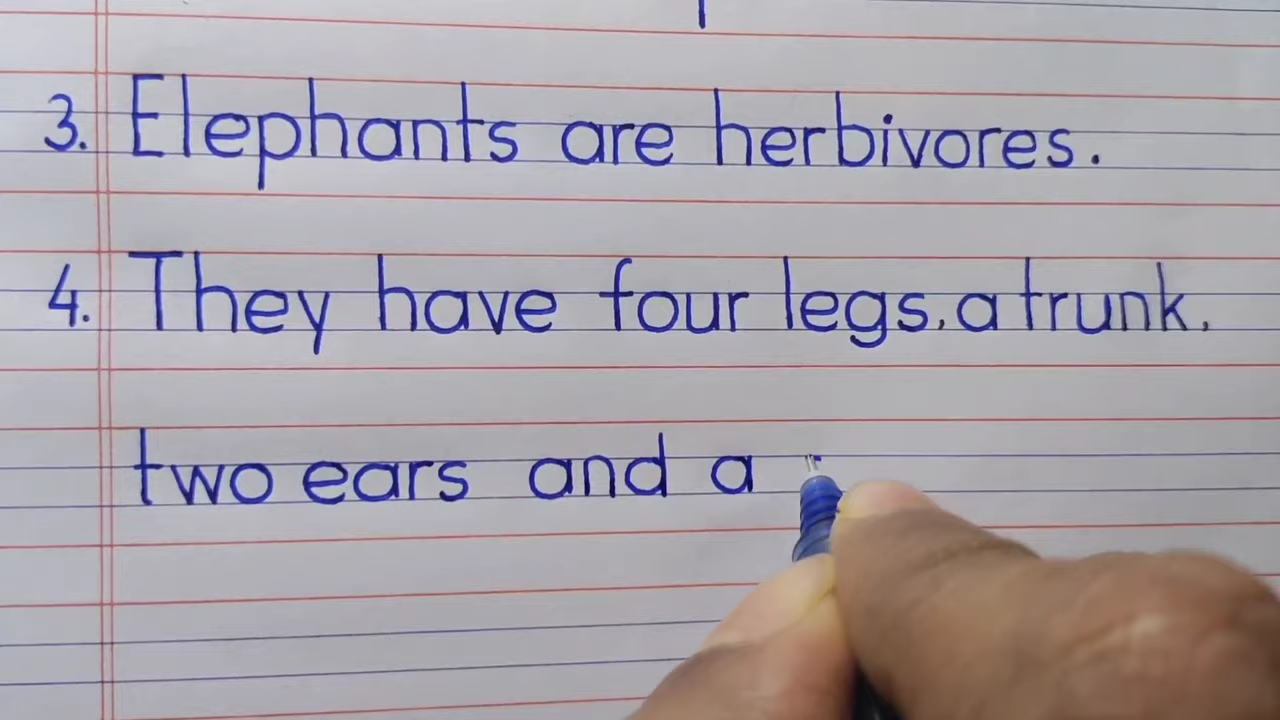 3. Elephants are herbivores.
4. They have four legs, a trunk,
two ears and a